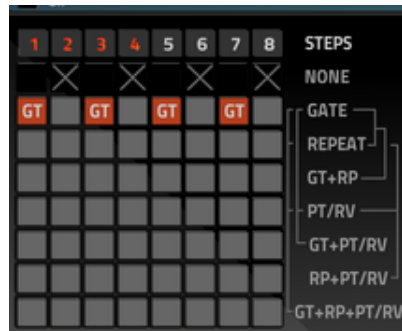 1 2 3 4 5 6 7 8 STEPS
NONE
GT GT GT GT GATE
REPEAT
GT+RP
PT/RV
GT+PT/RV
RP+PT/RV
GT+RP+PT/RV